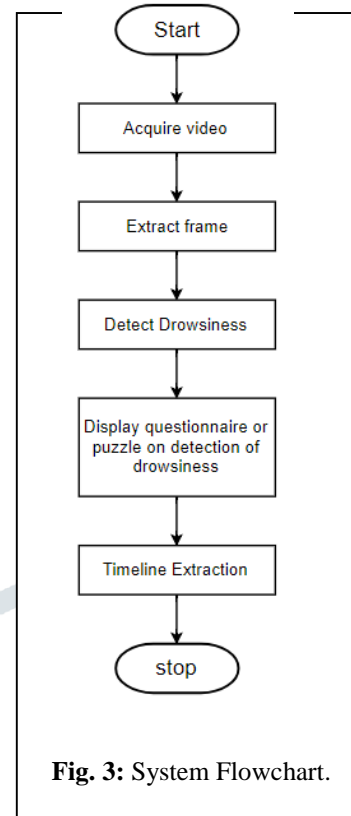 Start
Acquire video
Extract frame
Detect Drowsiness
Display questionnaire or
puzzle on detection of
drowsiness
Timeline Extraction
stop
Fig. 3: System Flowchart.